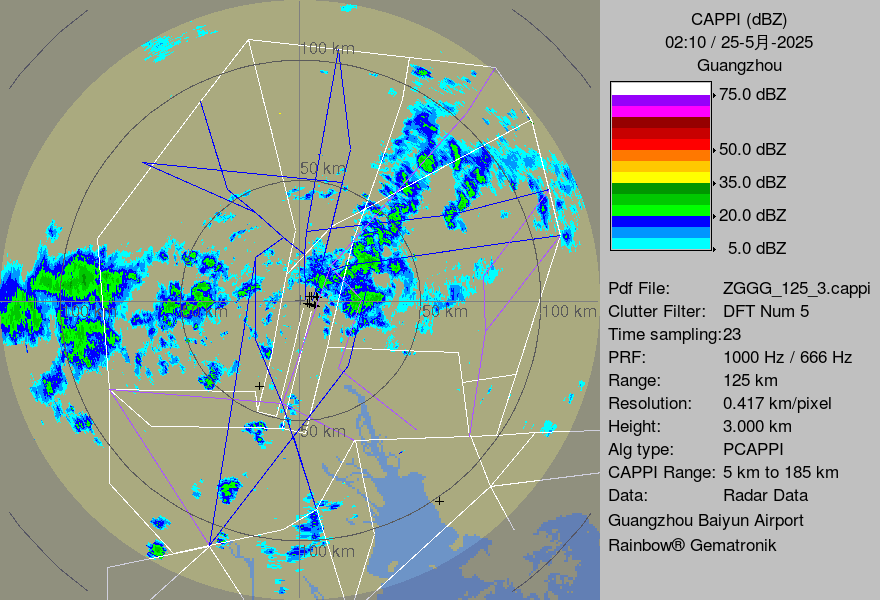 CAPPI (dBZ)
02:10 / 25-5月-2025
Guangzhou
75.0 dBZ
50.0 dBZ
35.0 dBZ
20.0 dBZ
5.0 dBZ
Pdf File: ZGGG_125_3.cappi
Clutter Filter: DFT Num 5
Time sampling:23
PRF: 1000 Hz / 666 Hz
Range: 125 km
Resolution: 0.417 km/pixel
Height: 3.000 km
Alg type: PCAPPI
CAPPI Range: 5 km to 185 km
Data: Radar Data
Guangzhou Baiyun Airport
Rainbow® Gematronik
100 km
50 km
100 km
km
50 km
100 km
50 km
100 km